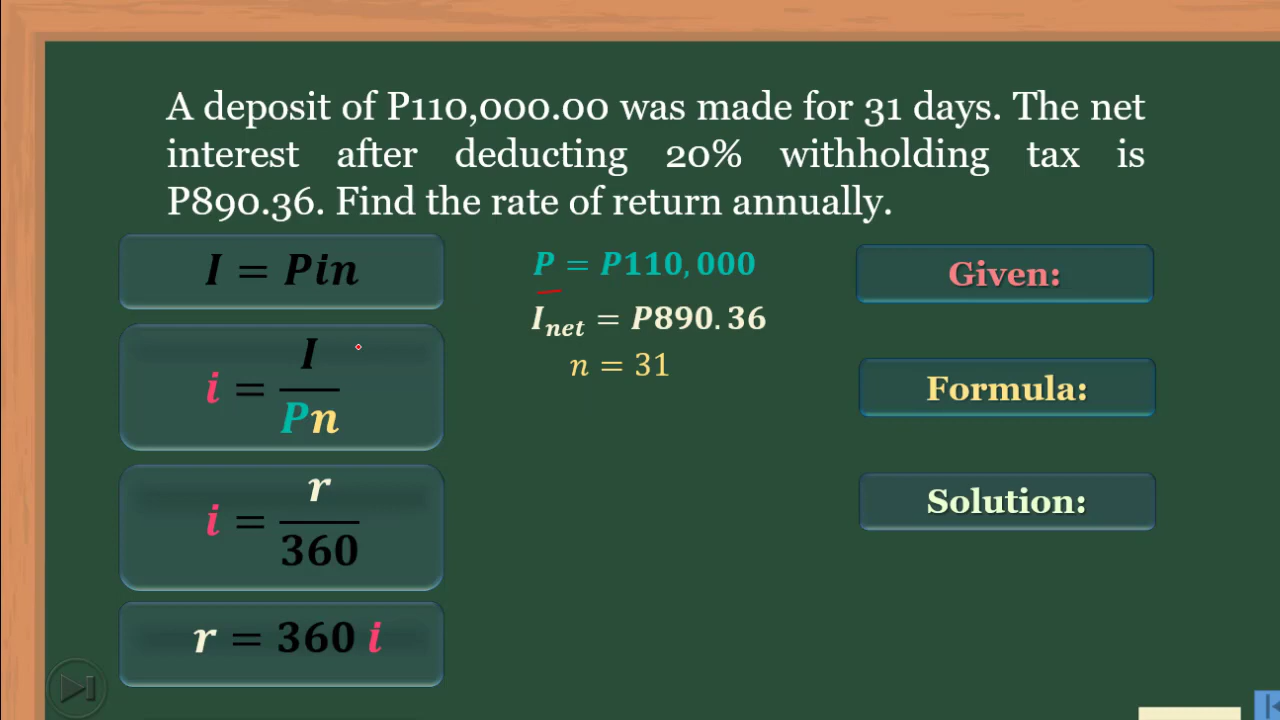 A deposit of P110,000.00 was made for 31 days. The net
interest after deducting 20% withholding tax is
P890.36. Find the rate of return annually.
I = Pin
i = I / Pn
i = r / 360
r = 360 i
P = P110,000
I_net = P890.36
n = 31
Given:
Formula:
Solution: